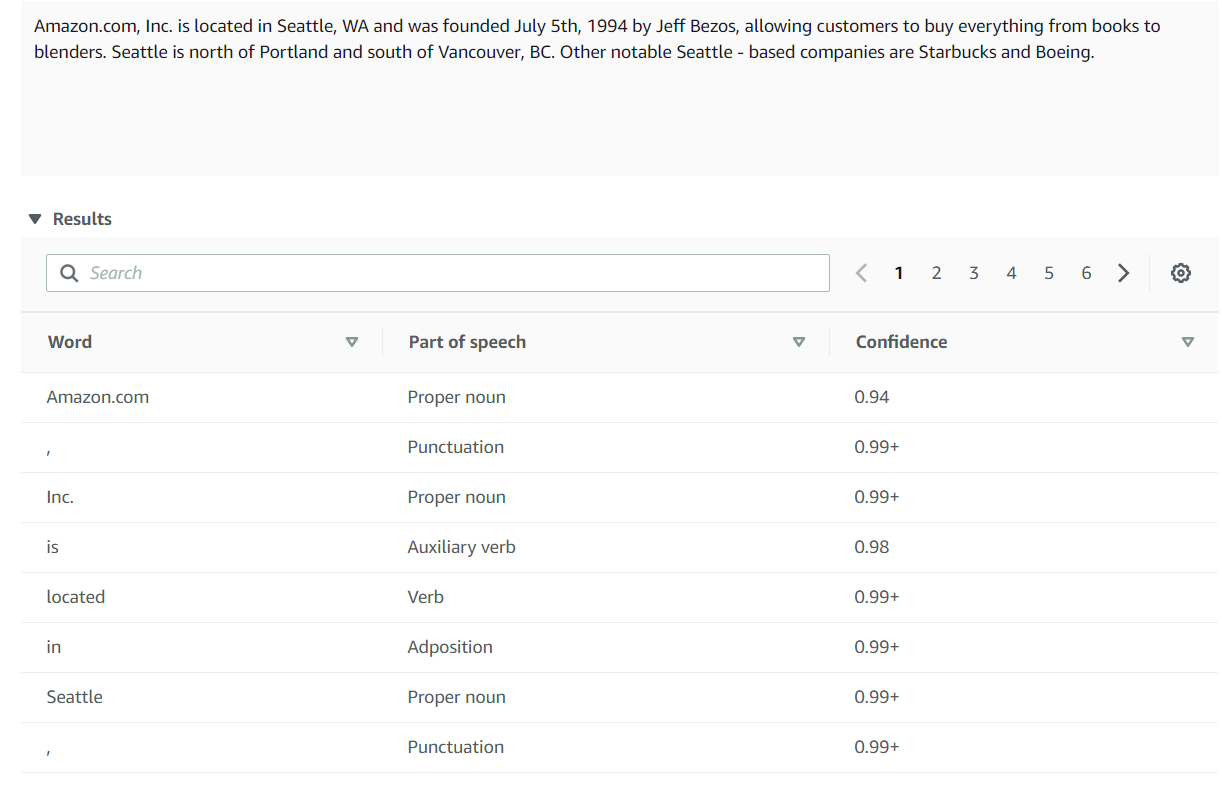 Amazon.com, Inc. is located in Seattle, WA and was founded July 5th, 1994 by Jeff Bezos, allowing customers to buy everything from books to
blenders. Seattle is north of Portland and south of Vancouver, BC. Other notable Seattle - based companies are Starbucks and Boeing.
Results
Search 1 2 3 4 5 6
Word Part of speech Confidence
Amazon.com Proper noun 0.94
, Punctuation 0.99+
Inc. Proper noun 0.99+
is Auxiliary verb 0.98
located Verb 0.99+
in Adposition 0.99+
Seattle Proper noun 0.99+
, Punctuation 0.99+